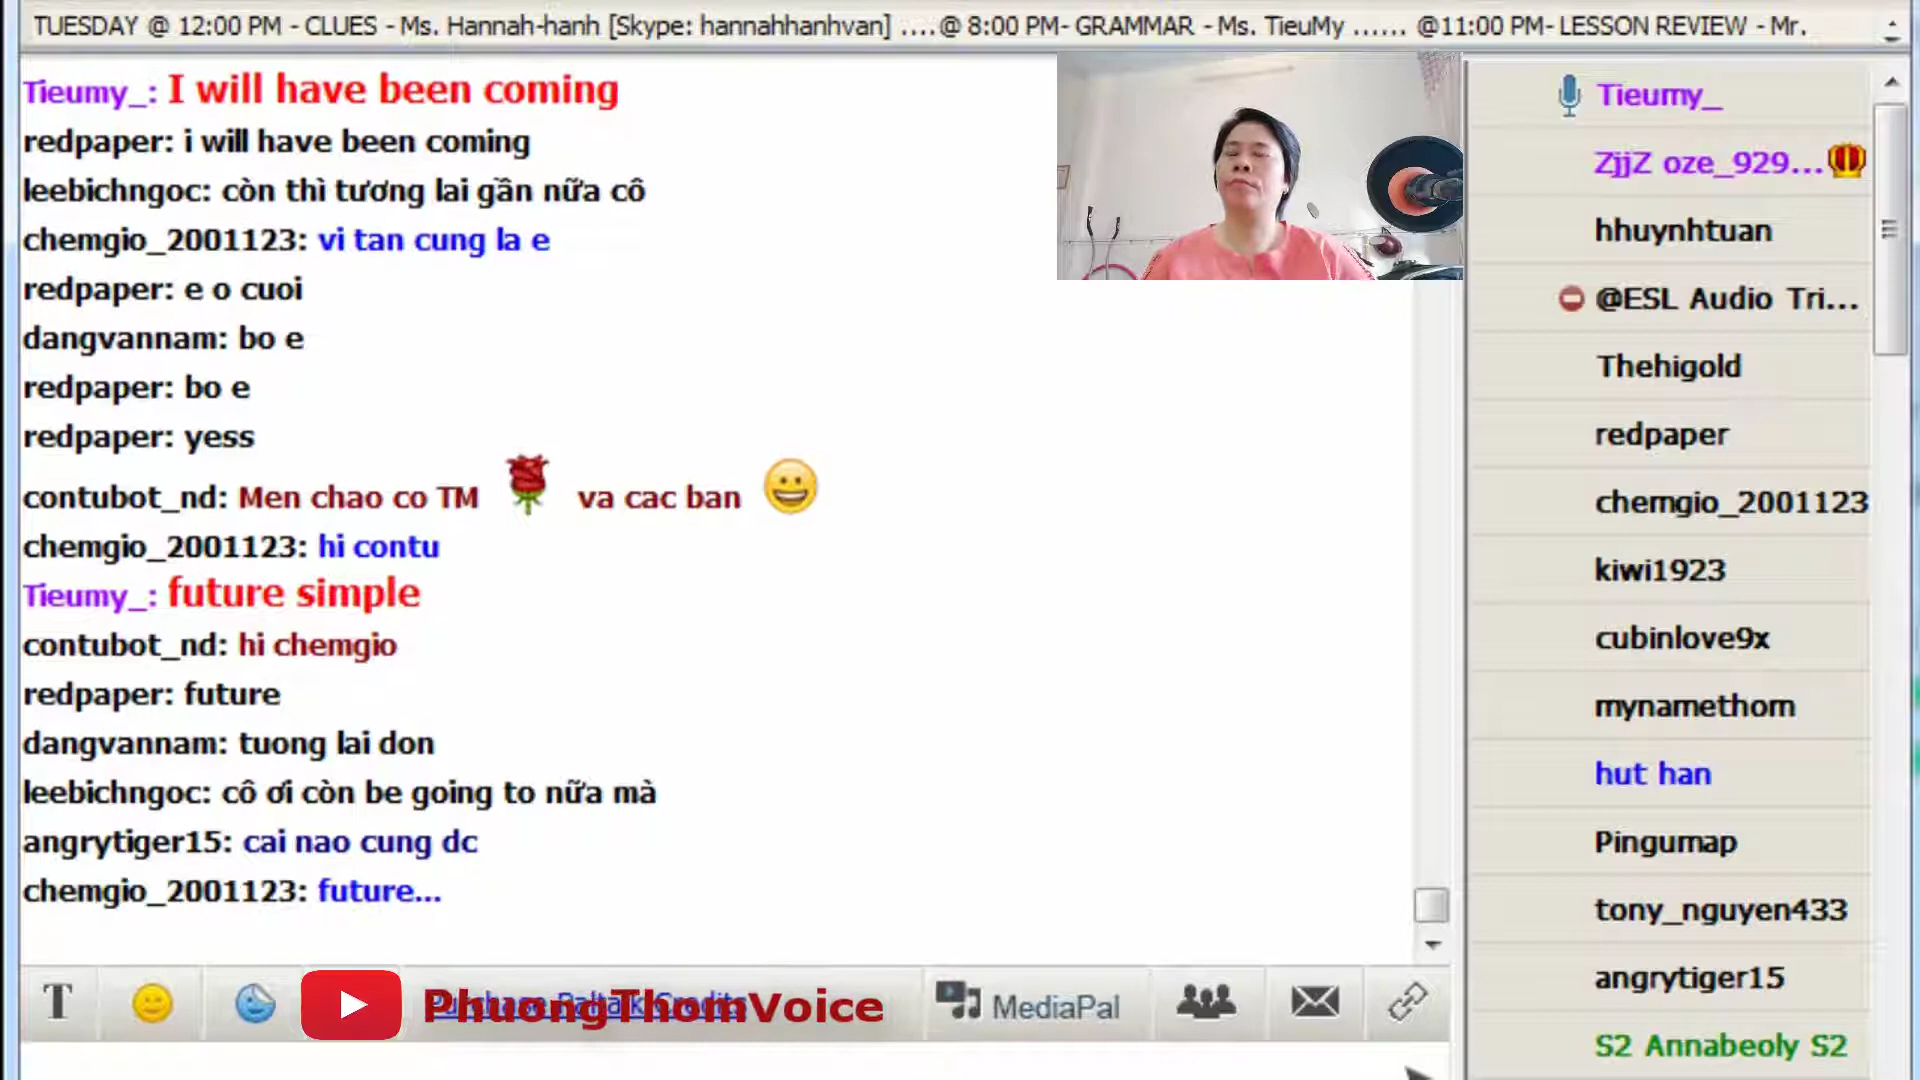 TUESDAY @ 12:00 PM - CLUES - Ms. Hannah-hanh [Skype: hannahhanhvan] ....@ 8:00 PM- GRAMMAR - Ms. TieuMy ...... @11:00 PM- LESSON REVIEW - Mr.
Tieumy_: I will have been coming
redpaper: i will have been coming
leebichngoc: còn thì tương lai gần nữa cô
chemgio_2001123: vi tan cung la e
redpaper: e o cuoi
dangvannam: bo e
redpaper: bo e
redpaper: yess
contubot_nd: Men chao co TM va cac ban
chemgio_2001123: hi contu
Tieumy_: future simple
contubot_nd: hi chemgio
redpaper: future
dangvannam: tuong lai don
leebichngoc: cô ơi còn be going to nữa mà
angrytiger15: cai nao cung dc
chemgio_2001123: future...
Tieumy_
ZjjZ oze_929...
hhuynhtuan
@ESL Audio Tri...
Thehigold
redpaper
chemgio_2001123
kiwi1923
cubinlove9x
mynamethom
hut han
Pingumap
tony_nguyen433
angrytiger15
S2 Annabeoly S2
T
Purchase Paltalk Credits
PhuongThomVoice
MediaPal